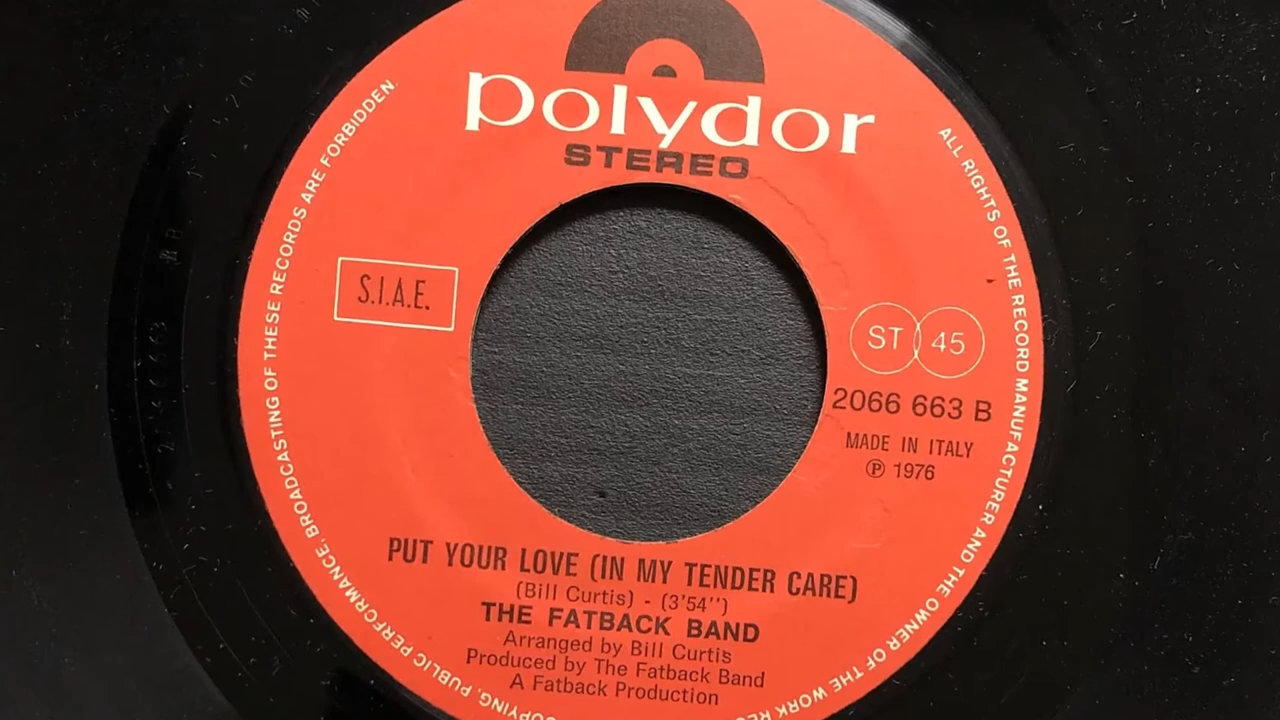 polydor
STEREO
S.I.A.E.
ST 45
2066 663 B
MADE IN ITALY
Ⓟ 1976
PUT YOUR LOVE (IN MY TENDER CARE)
(Bill Curtis) - (3'54'')
THE FATBACK BAND
Arranged by Bill Curtis
Produced by The Fatback Band
A Fatback Production
ALL RIGHTS OF THE RECORD MANUFACTURER AND THE OWNER OF THE WORK
PUBLIC PERFORMANCE, BROADCASTING OF THESE RECORDS ARE FORBIDDEN.